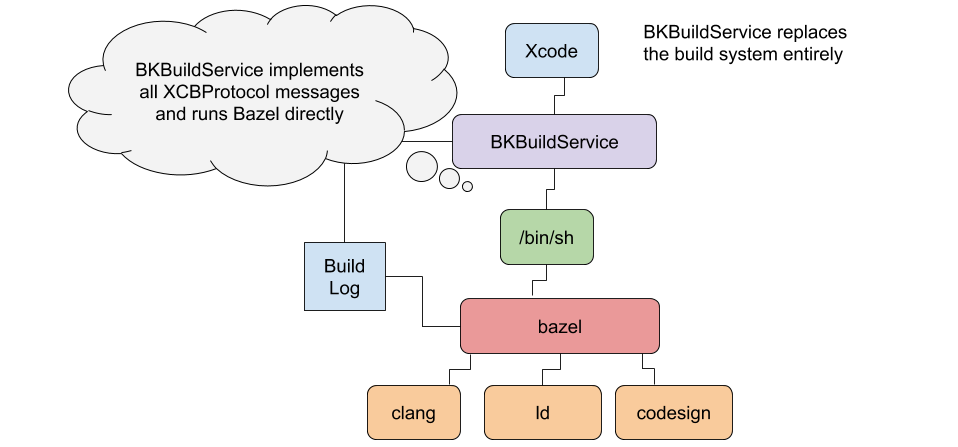 BKBuildService replaces
the build system entirely
Xcode
BKBuildService implements
all XCBProtocol messages
and runs Bazel directly
BKBuildService
/bin/sh
Build
Log
bazel
clang
ld
codesign